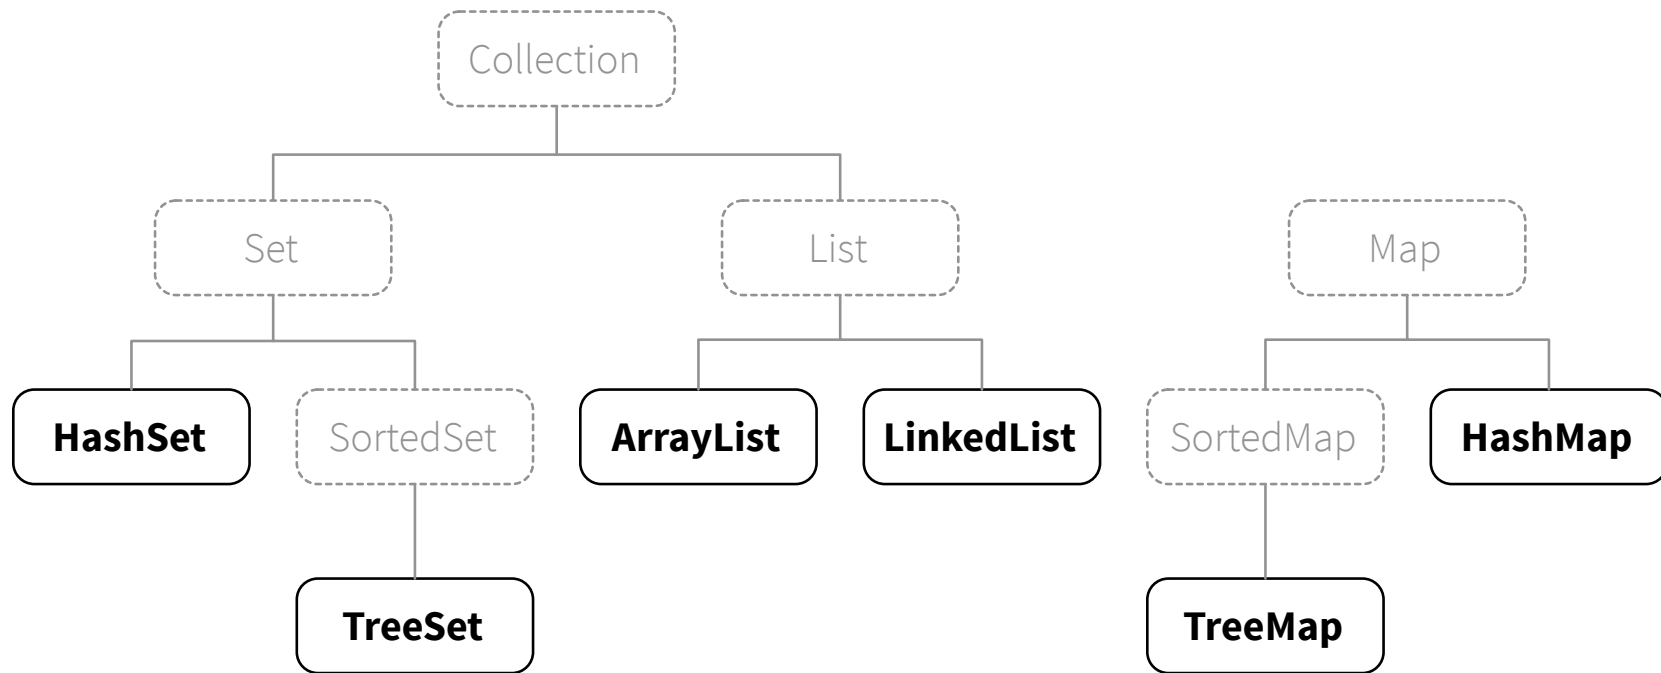 Collection
Set
List
Map
HashSet
SortedSet
ArrayList
LinkedList
SortedMap
HashMap
TreeSet
TreeMap